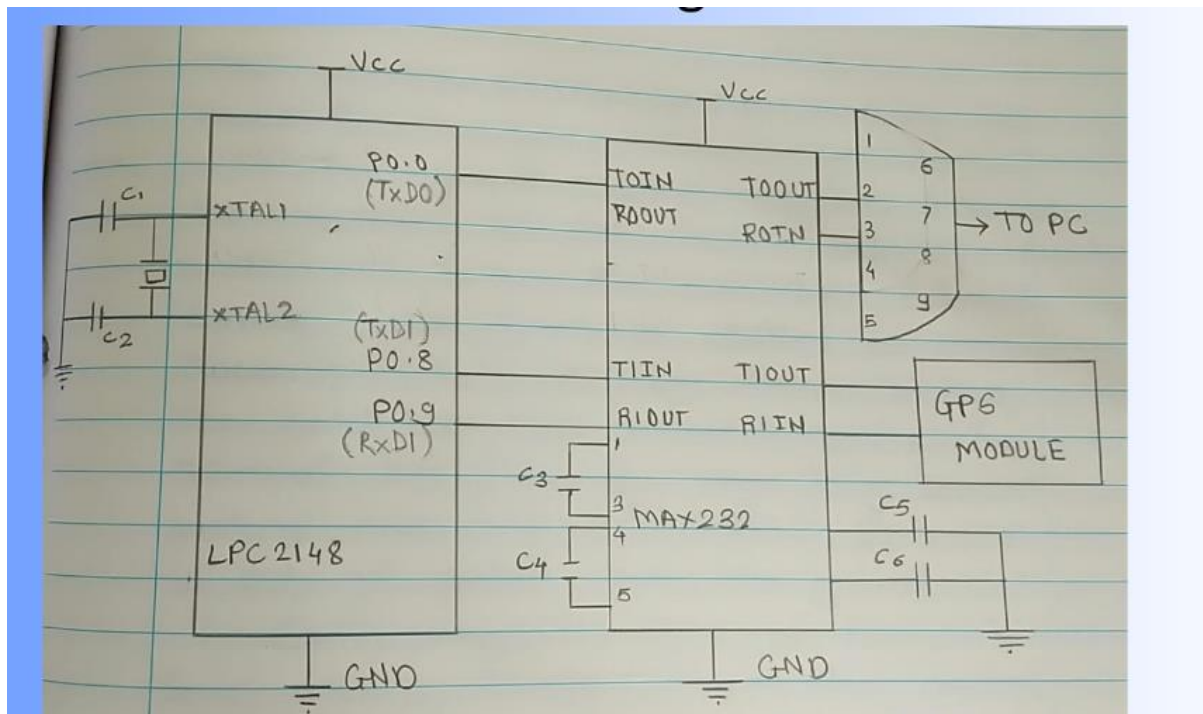 Vcc
Vcc
P0.0
(TxD0)
XTAL1
C1
XTAL2
C2
(TxD1)
P0.8
P0.9
(RxD1)
LPC2148
GND
T0IN
T0OUT
R0OUT
R0IN
T1IN
T1OUT
R1OUT
R1IN
1
C3
3
MAX232
4
C4
5
GND
1
6
2
7
3
8
4
9
5
→ TO PC
GPS
MODULE
C5
C6